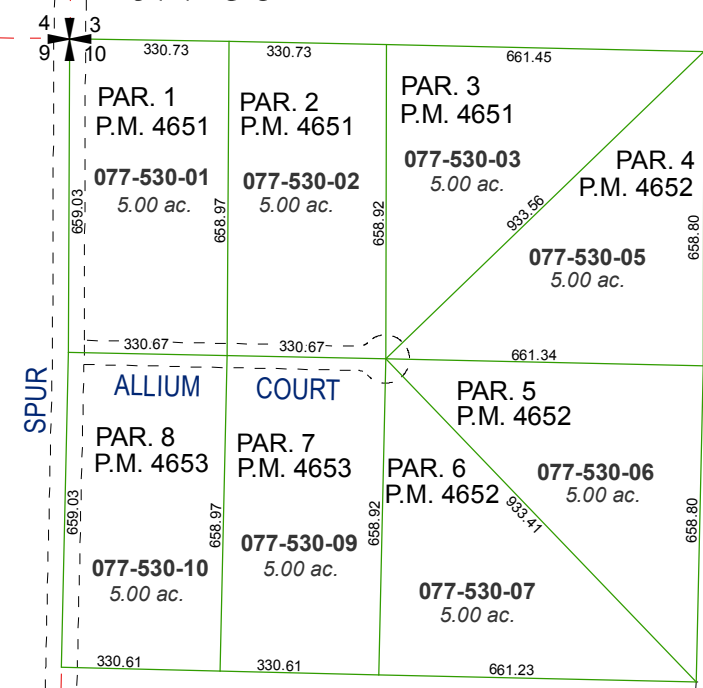 4 3
9 10
330.73
330.73
661.45
PAR. 1
P.M. 4651
077-530-01
5.00 ac.
PAR. 2
P.M. 4651
077-530-02
5.00 ac.
PAR. 3
P.M. 4651
077-530-03
5.00 ac.
PAR. 4
P.M. 4652
077-530-05
5.00 ac.
659.03
658.97
658.92
933.56
658.80
330.67
330.67
661.34
SPUR
ALLIUM COURT
PAR. 8
P.M. 4653
077-530-10
5.00 ac.
PAR. 7
P.M. 4653
077-530-09
5.00 ac.
PAR. 6
P.M. 4652
077-530-07
5.00 ac.
PAR. 5
P.M. 4652
077-530-06
5.00 ac.
659.03
658.97
658.92
933.41
658.80
330.61
330.61
661.23